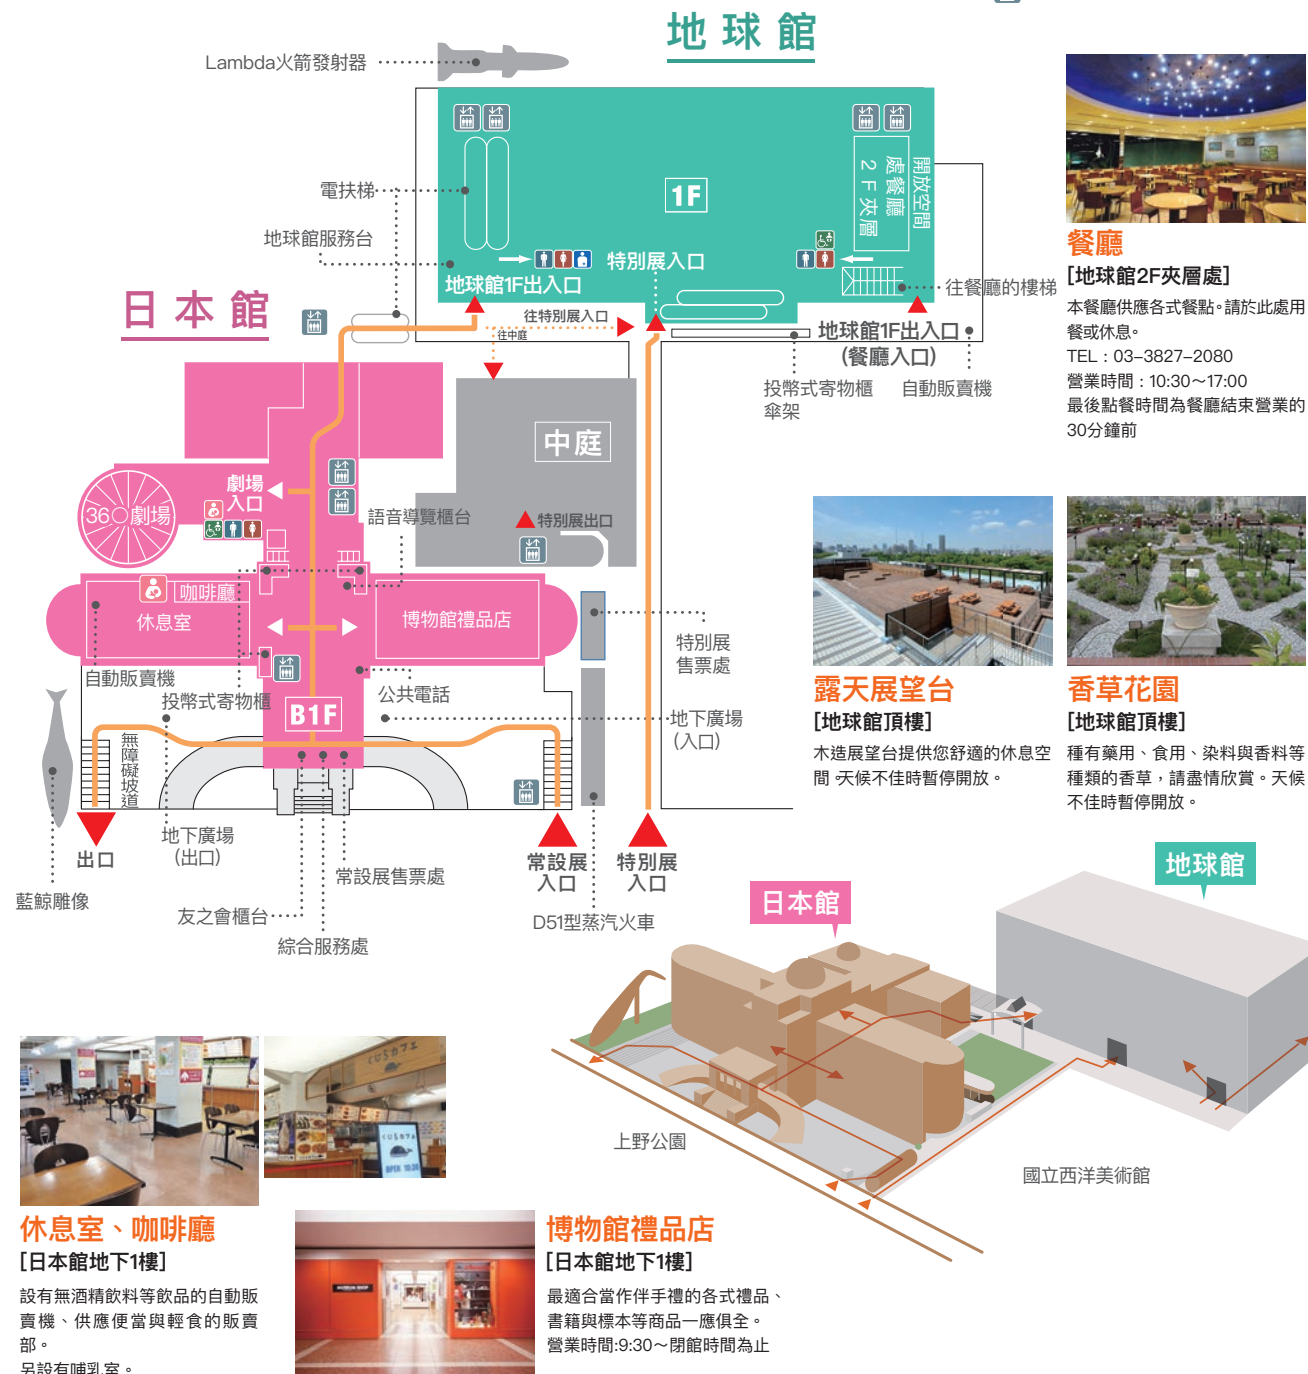 地球館
Lambda火箭發射器
電扶梯
地球館服務台
1F
開放空間
處餐廳
2F夾層
特別展入口
地球館1F出入口
往餐廳的樓梯
日本館
往特別展入口
往中庭
地球館1F出入口
(餐廳入口)
投幣式寄物櫃
傘架
自動販賣機
中庭
劇場
入口
360劇場
語音導覽櫃台
特別展出口
咖啡廳
休息室
博物館禮品店
特別展
售票處
自動販賣機
投幣式寄物櫃
公共電話
B1F
地下廣場
(入口)
無障礙坡道
出口
地下廣場
(出口)
常設展
入口
特別展
入口
常設展售票處
藍鯨雕像
友之會櫃台
D51型蒸汽火車
綜合服務處
餐廳
[地球館2F夾層處]
本餐廳供應各式餐點。請於此處用
餐或休息。
TEL：03–3827–2080
營業時間：10:30～17:00
最後點餐時間為餐廳結束營業的
30分鐘前
露天展望台
[地球館頂樓]
木造展望台提供您舒適的休息空
間。天候不佳時暫停開放。
香草花園
[地球館頂樓]
種有藥用、食用、染料與香料等
種類的香草，請盡情欣賞。天候
不佳時暫停開放。
地球館
日本館
上野公園
國立西洋美術館
くじらカフェ
くじらカフェ
OPEN 10:30
休息室、咖啡廳
[日本館地下1樓]
設有無酒精飲料等飲品的自動販
賣機、供應便當與輕食的販賣
部。
另設有哺乳室。
MUSEUM SHOP
博物館禮品店
[日本館地下1樓]
最適合當作伴手禮的各式禮品、
書籍與標本等商品一應俱全。
營業時間:9:30～閉館時間為止